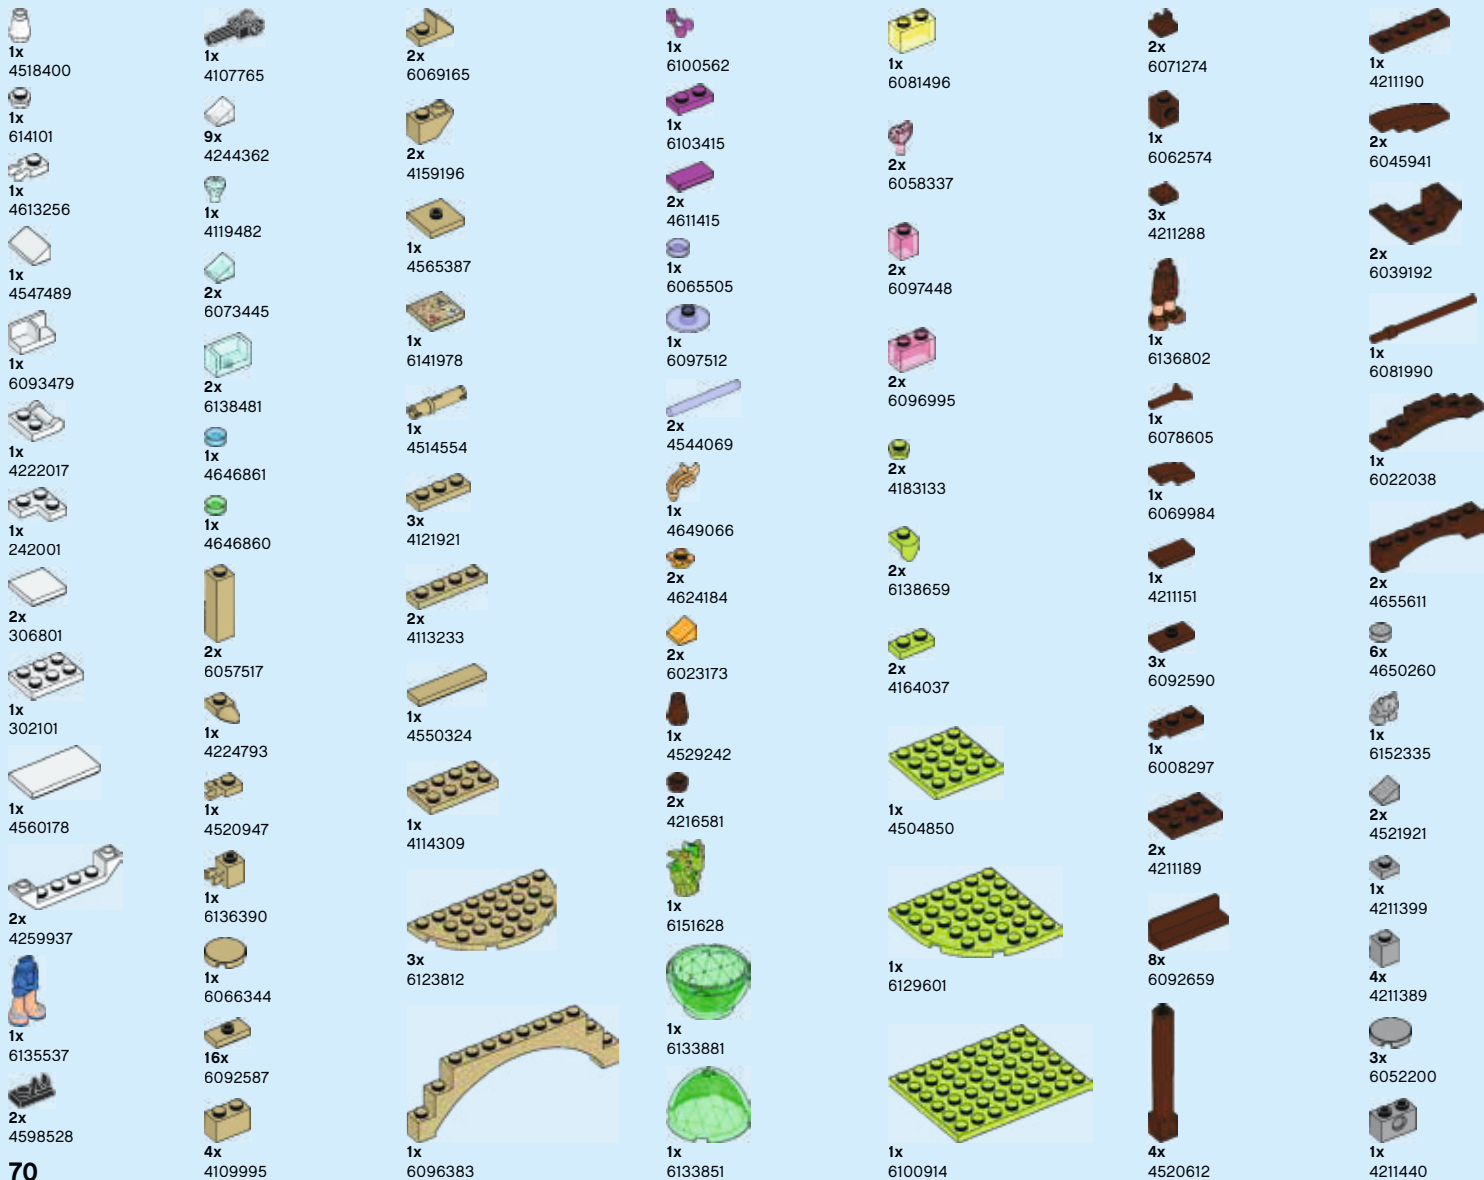 1x
4518400
1x
614101
1x
4613256
1x
4547489
1x
6093479
1x
4222017
1x
242001
2x
306801
1x
302101
1x
4560178
2x
4259937
1x
6135537
2x
4598528
70
1x
4107765
9x
4244362
1x
4119482
2x
6073445
2x
6138481
1x
4646861
1x
4646860
2x
6057517
1x
4224793
1x
4520947
1x
6136390
1x
6066344
16x
6092587
4x
4109995
2x
6069165
2x
4159196
1x
4565387
1x
6141978
1x
4514554
3x
4121921
2x
4113233
1x
4550324
1x
4114309
3x
6123812
1x
6096383
1x
6100562
1x
6103415
2x
4611415
1x
6065505
1x
6097512
2x
4544069
1x
4649066
2x
4624184
2x
6023173
1x
4529242
2x
4216581
1x
6151628
1x
6133881
1x
6133851
1x
6081496
2x
6058337
2x
6097448
2x
6096995
2x
4183133
2x
6138659
2x
4164037
1x
4504850
1x
6129601
1x
6100914
2x
6071274
1x
6062574
3x
4211288
1x
6136802
1x
6078605
1x
6069984
1x
4211151
3x
6092590
1x
6008297
2x
4211189
8x
6092659
4x
4520612
1x
4211190
2x
6045941
2x
6039192
1x
6081990
1x
6022038
2x
4655611
6x
4650260
1x
6152335
2x
4521921
1x
4211399
4x
4211389
3x
6052200
1x
4211440